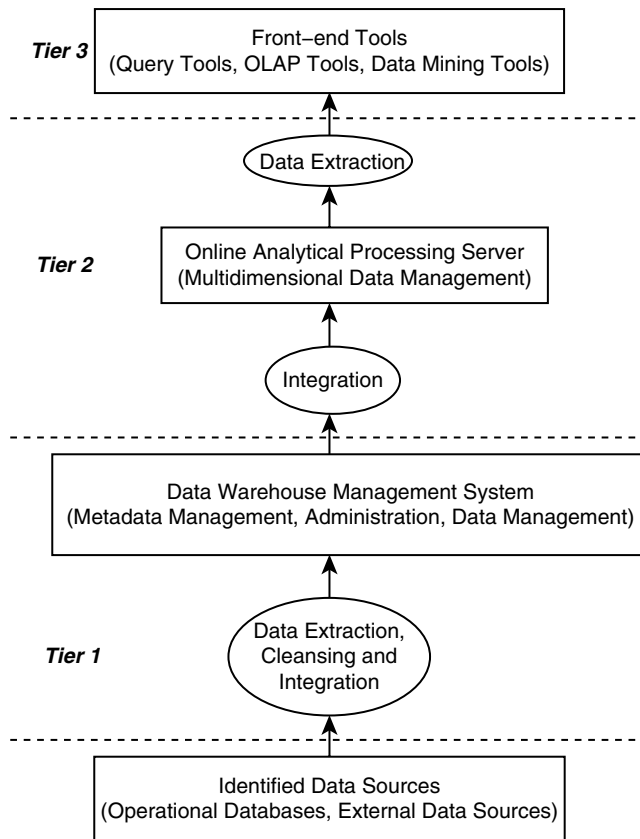 Tier 3
Front–end Tools
(Query Tools, OLAP Tools, Data Mining Tools)
Data Extraction
Tier 2
Online Analytical Processing Server
(Multidimensional Data Management)
Integration
Data Warehouse Management System
(Metadata Management, Administration, Data Management)
Tier 1
Data Extraction,
Cleansing and
Integration
Identified Data Sources
(Operational Databases, External Data Sources)